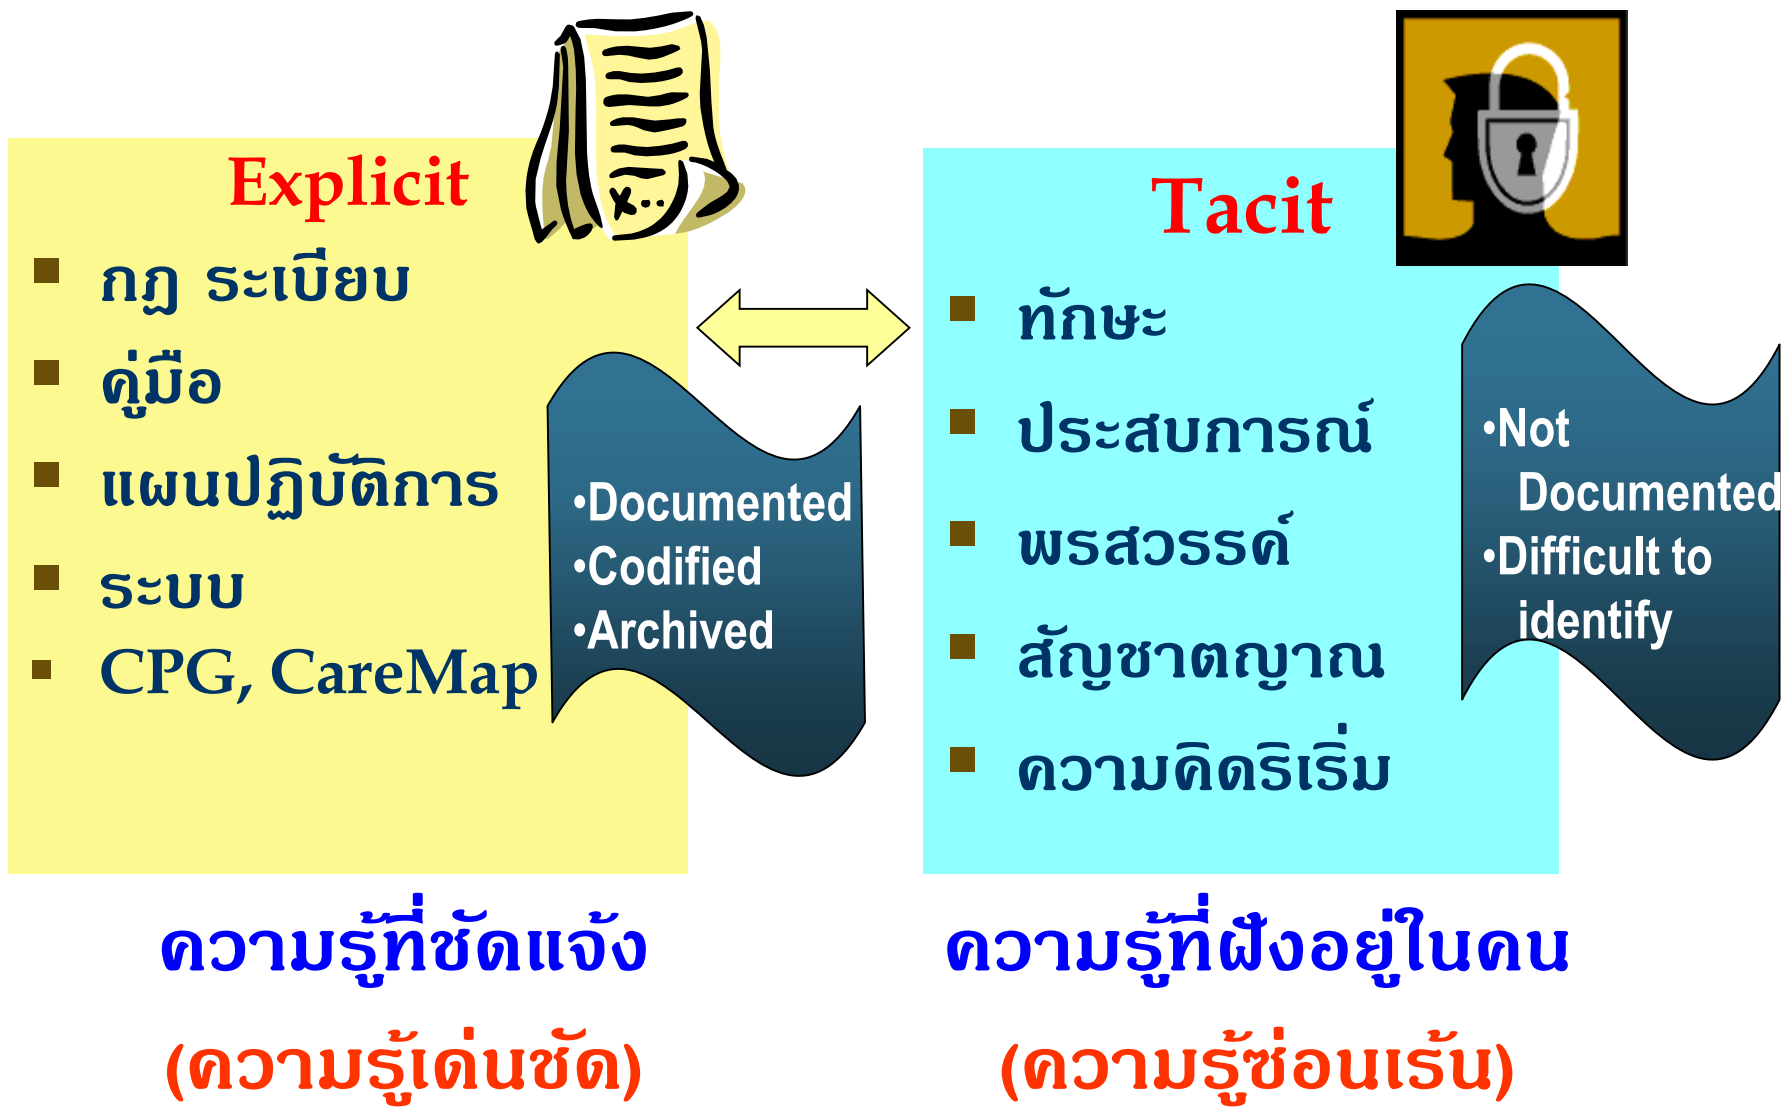 Explicit
กฎ ระเบียบ
คู่มือ
แผนปฏิบัติการ
ระบบ
CPG, CareMap
•Documented
•Codified
•Archived
Tacit
ทักษะ
ประสบการณ์
พรสวรรค์
สัญชาตญาณ
ความคิดริเริ่ม
•Not
Documented
•Difficult to
identify
ความรู้ที่ชัดแจ้ง
(ความรู้เด่นชัด)
ความรู้ที่ฝังอยู่ในคน
(ความรู้ซ่อนเร้น)